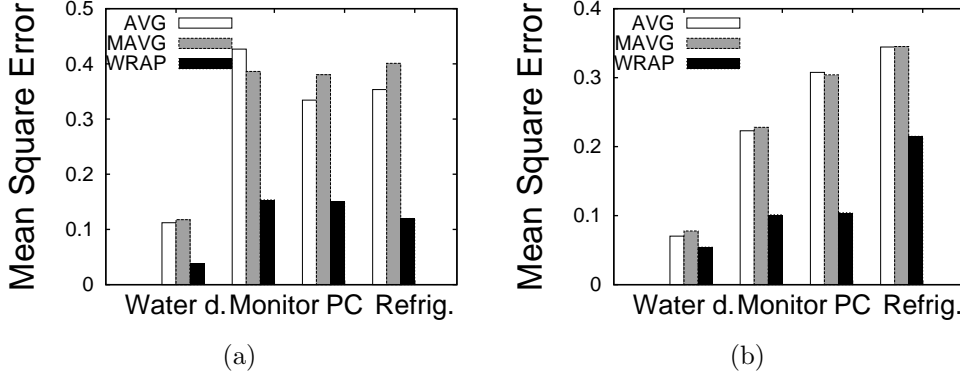 Mean Square Error
0.5
0.4
0.3
0.2
0.1
0
AVG
MAVG
WRAP
Water d. Monitor PC Refrig.
(a)
Mean Square Error
0.4
0.3
0.2
0.1
0
AVG
MAVG
WRAP
Water d. Monitor PC Refrig.
(b)